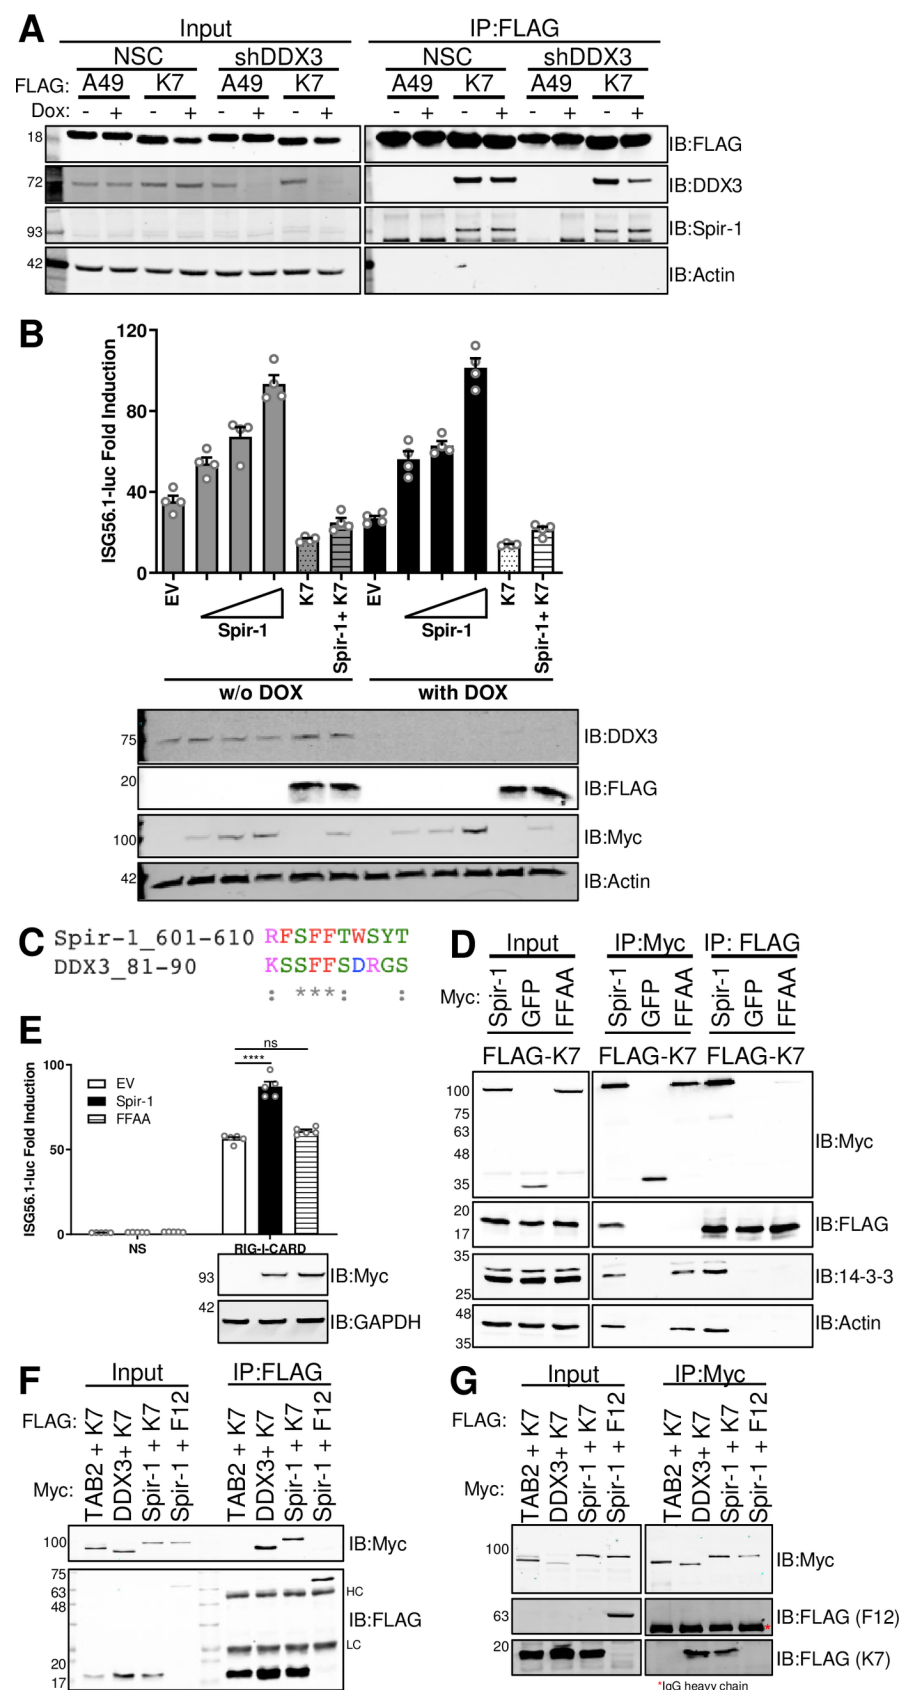 A
Input IP:FLAG
NSC shDDX3 NSC shDDX3
FLAG: A49 K7 A49 K7 A49 K7 A49 K7
Dox: - + - + - + - + - + - + - + - +
18 IB:FLAG
72 IB:DDX3
93 IB:Spir-1
42 IB:Actin
B
ISG56.1-luc Fold Induction
120
80
40
0
EV K7 Spir-1+ K7 EV K7 Spir-1+ K7
Spir-1 Spir-1
w/o DOX with DOX
75 IB:DDX3
20 IB:FLAG
100 IB:Myc
42 IB:Actin
C
Spir-1_601-610 RFSFFTWSYT
DDX3_81-90 KSSFFSDRGS
: ***: :
D
Input IP:Myc IP: FLAG
Myc: Spir-1 GFP FFAA Spir-1 GFP FFAA Spir-1 GFP FFAA
FLAG-K7 FLAG-K7 FLAG-K7
100
75
63
48
35
IB:Myc
20
17
IB:FLAG
35
25
IB:14-3-3
48
35
IB:Actin
E
ISG56.1-luc Fold Induction
100
50
0
EV
Spir-1
FFAA
ns
****
NS RIG-I-CARD
93 IB:Myc
42 IB:GAPDH
F
Input IP:FLAG
FLAG:
Myc:
TAB2 + K7 DDX3+ K7 Spir-1 + K7 Spir-1 + F12 TAB2 + K7 DDX3+ K7 Spir-1 + K7 Spir-1 + F12
100 IB:Myc
75
63
48
20
17
HC
IB:FLAG
LC
G
Input IP:Myc
FLAG:
Myc:
TAB2 + K7 DDX3+ K7 Spir-1 + K7 Spir-1 + F12 TAB2 + K7 DDX3+ K7 Spir-1 + K7 Spir-1 + F12
100 IB:Myc
63 * IB:FLAG (F12)
20 IB:FLAG (K7)
*IgG heavy chain